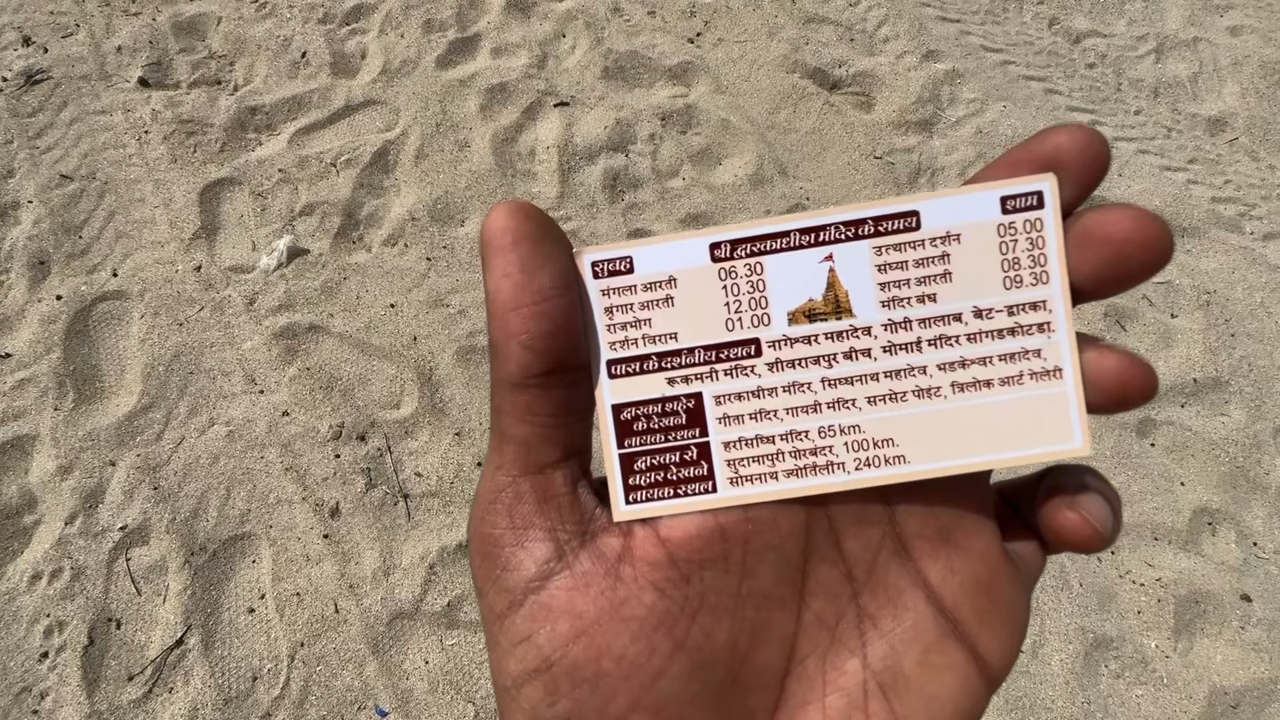 श्री द्वारकाधीश मंदिर के समय
सुबह
मंगला आरती 06.30
श्रृंगार आरती 10.30
राजभोग 12.00
दर्शन विराम 01.00
शाम
उत्थापन दर्शन 05.00
संध्या आरती 07.30
शयन आरती 08.30
मंदिर बंध 09.30
पास के दर्शनीय स्थल नागेश्वर महादेव, गोपी तालाब, बेट-द्वारका,
रूकमनी मंदिर, शीवराजपुर बीच, मोमाई मंदिर सांगडकोटडा.
द्वारका शहेर
के देखने
लायक स्थल
द्वारकाधीश मंदिर, सिध्धनाथ महादेव, भडकेश्वर महादेव,
गीता मंदिर, गायत्री मंदिर, सनसेट पोइंट, त्रिलोक आर्ट गेलेरी
द्वारका से
बहार देखने
लायक स्थल
हरसिध्धि मंदिर, 65 km.
सुदामापुरी पोरबंदर, 100 km.
सोमनाथ ज्योर्तिलींग, 240 km.